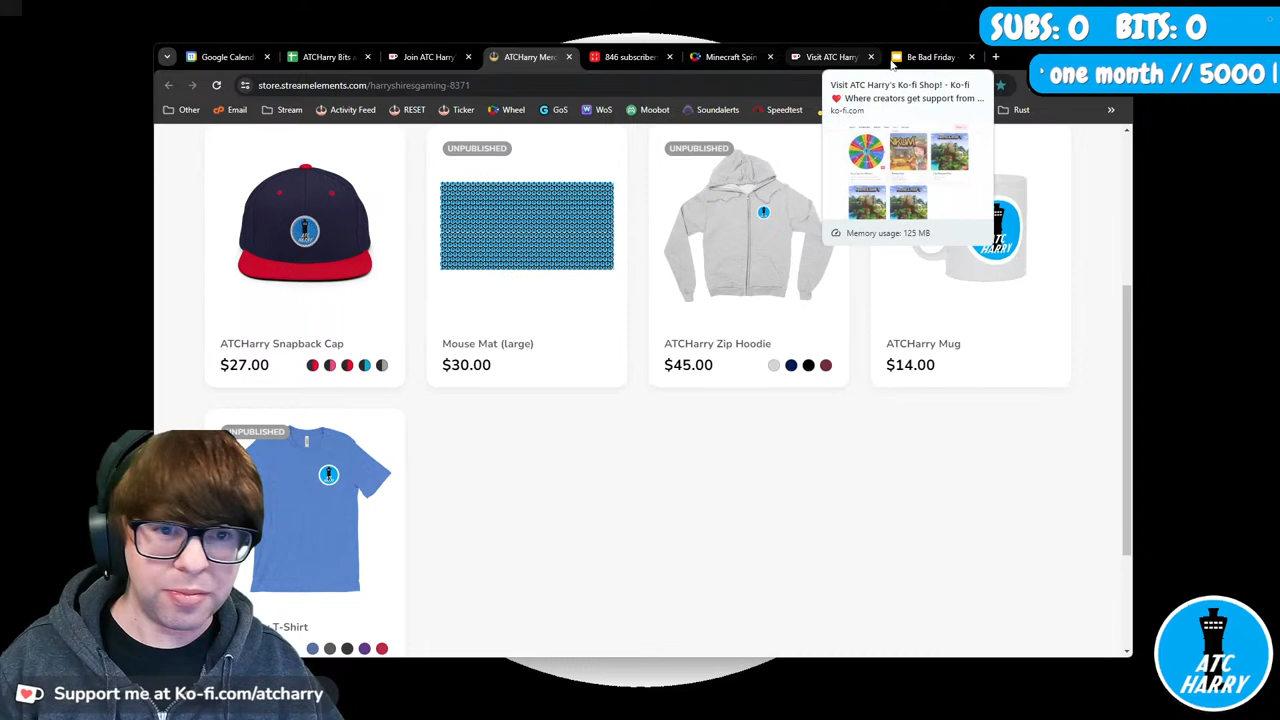 SUBS: 0 BITS: 0
one month // 5000
Google Calend
ATCHarry Bits a
Join ATC Harry'
ATCHarry Merc
846 subscriber
Minecraft Spin
Visit ATC Harry'
Be Bad Friday -
store.streamelements.com/harryshiresgaming-8371
Visit ATC Harry's Ko-fi Shop! - Ko-fi
Where creators get support from ...
ko-fi.com
Memory usage: 125 MB
Other
Stream
Activity Feed
RESET
Ticker
Wheel
GoS
WoS
Moobot
Soundalerts
Speedtest
Rust
»
UNPUBLISHED
UNPUBLISHED
ATC
HARRY
ATCHarry Snapback Cap
$27.00
Mouse Mat (large)
$30.00
ATCHarry Zip Hoodie
$45.00
ATCHarry Mug
$14.00
UNPUBLISHED
T-Shirt
Support me at Ko-fi.com/atcharry
ATC
HARRY